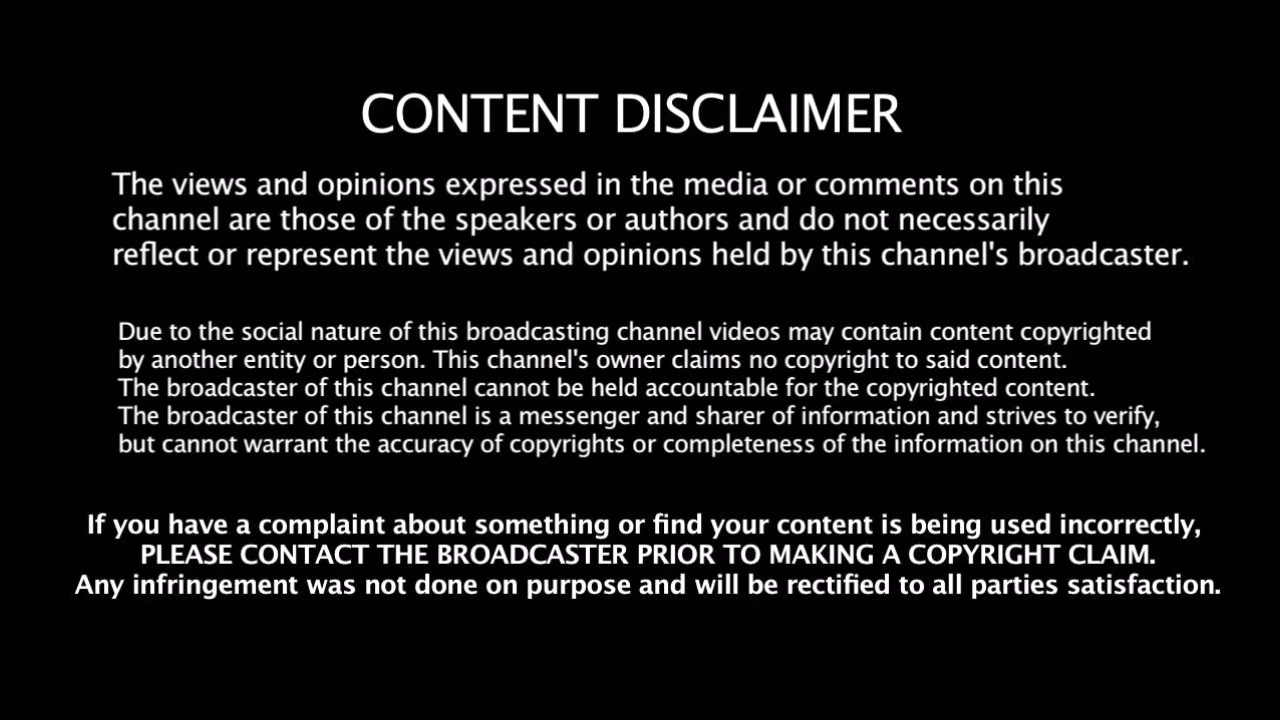 CONTENT DISCLAIMER
The views and opinions expressed in the media or comments on this
channel are those of the speakers or authors and do not necessarily
reflect or represent the views and opinions held by this channel's broadcaster.
Due to the social nature of this broadcasting channel videos may contain content copyrighted
by another entity or person. This channel's owner claims no copyright to said content.
The broadcaster of this channel cannot be held accountable for the copyrighted content.
The broadcaster of this channel is a messenger and sharer of information and strives to verify,
but cannot warrant the accuracy of copyrights or completeness of the information on this channel.
If you have a complaint about something or find your content is being used incorrectly,
PLEASE CONTACT THE BROADCASTER PRIOR TO MAKING A COPYRIGHT CLAIM.
Any infringement was not done on purpose and will be rectified to all parties satisfaction.